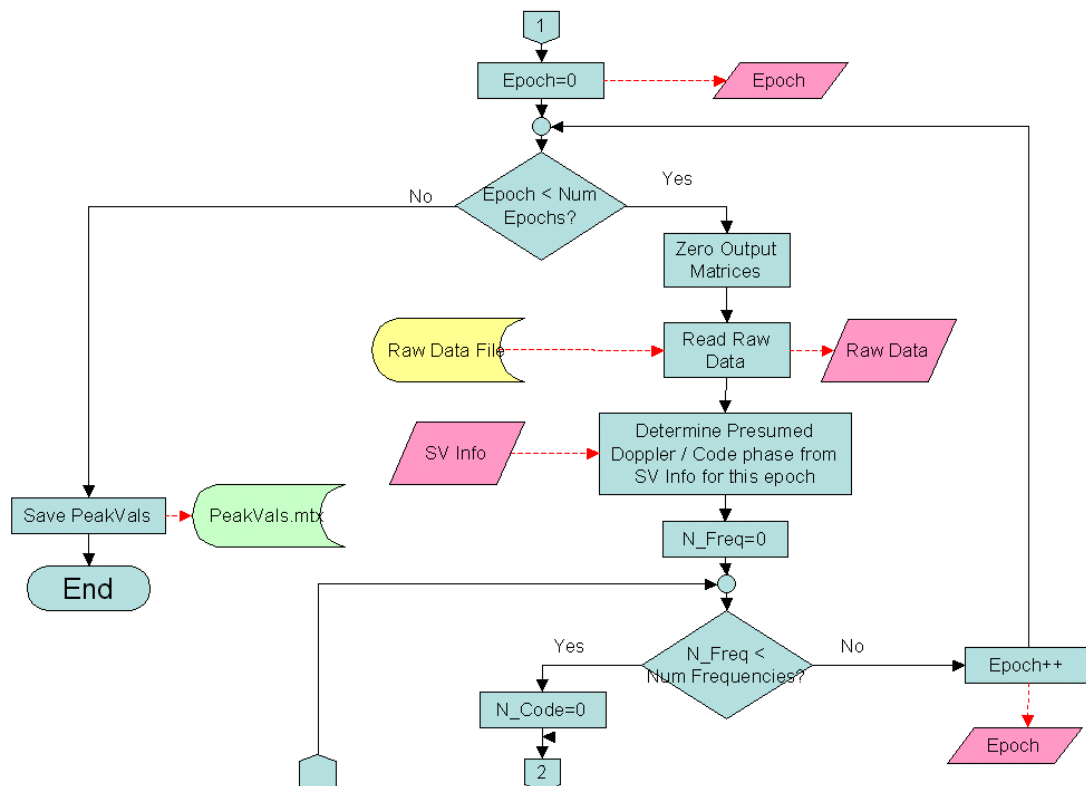 1
Epoch=0
Epoch
No
Epoch < Num
Epochs?
Yes
Zero Output
Matrices
Raw Data File
Read Raw
Data
Raw Data
SV Info
Determine Presumed
Doppler / Code phase from
SV Info for this epoch
Save PeakVals
PeakVals.mtx
N_Freq=0
End
Yes
N_Freq <
Num Frequencies?
No
Epoch++
N_Code=0
Epoch
2